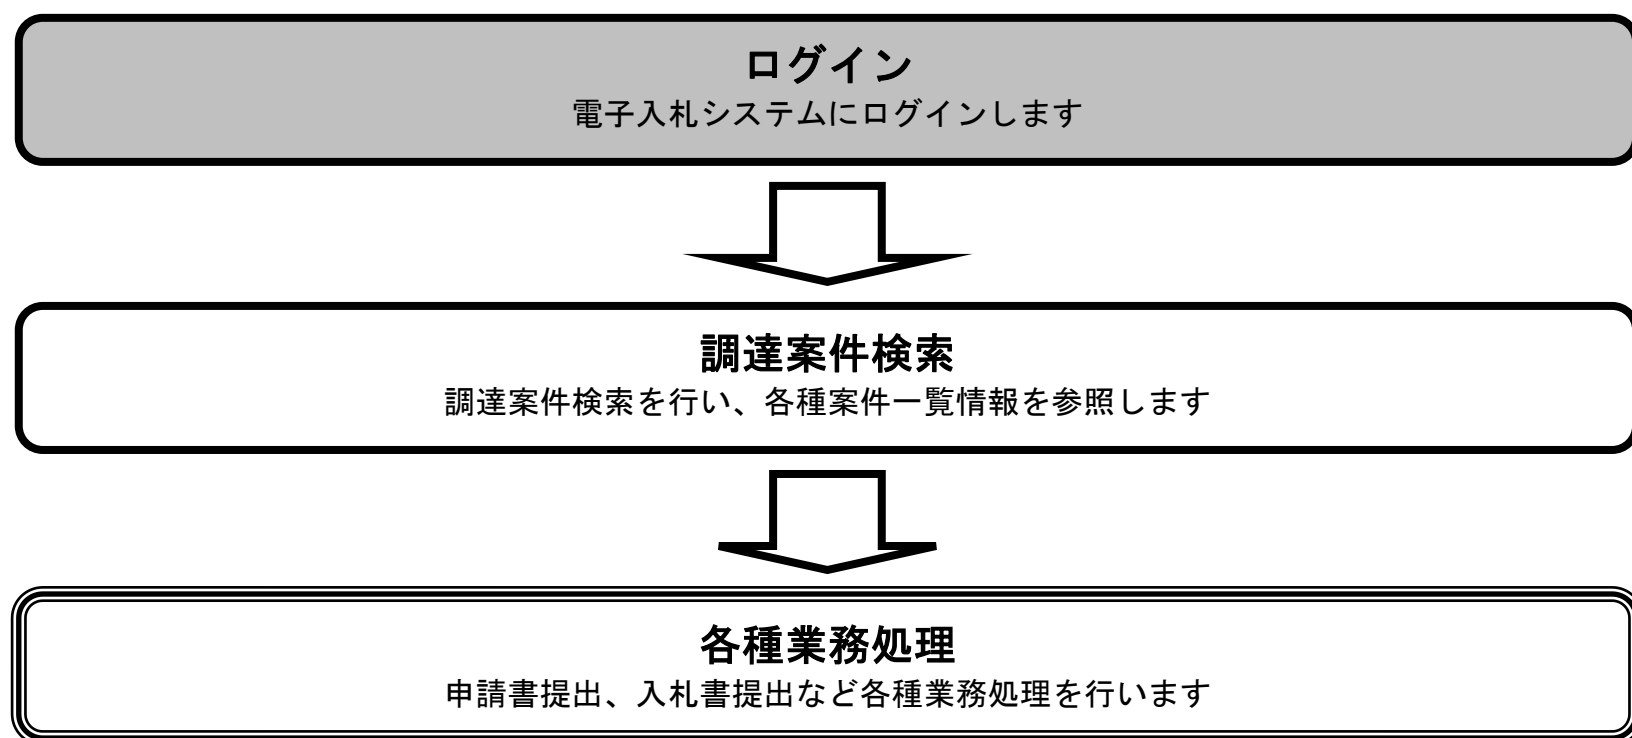 ログイン
電子入札システムにログインします
調達案件検索
調達案件検索を行い、各種案件一覧情報を参照します
各種業務処理
申請書提出、入札書提出など各種業務処理を行います